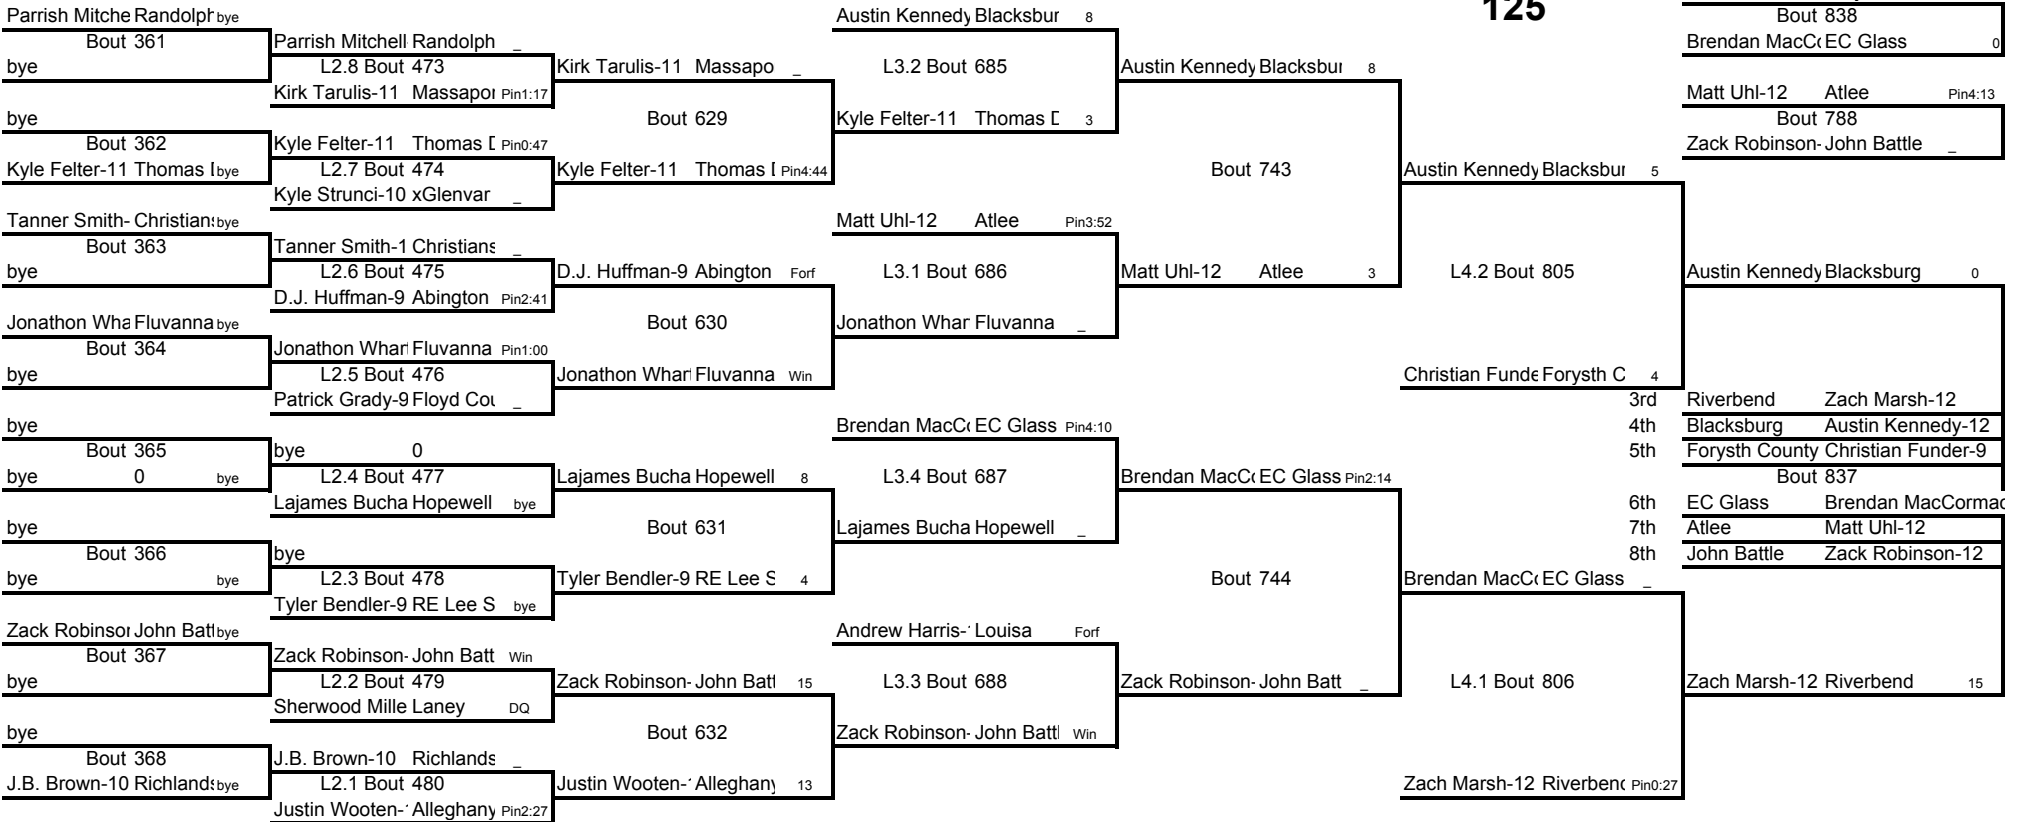 Parrish Mitche Randolph bye
Bout 361
bye
bye
Bout 362
Kyle Felter-11 Thomas bye
Tanner Smith- Christians bye
Bout 363
bye
Jonathon Wha Fluvanna bye
Bout 364
bye
bye
Bout 365
bye 0 bye
bye
Bout 366
bye bye
Zack Robinson John Batt bye
Bout 367
bye
bye
Bout 368
J.B. Brown-10 Richlands bye
Parrish Mitchell Randolph _
L2.8 Bout 473
Kirk Tarulis-11 Massapor Pin1:17
Kyle Felter-11 Thomas D Pin0:47
L2.7 Bout 474
Kyle Strunci-10 xGlenvar _
Tanner Smith-1 Christians _
L2.6 Bout 475
D.J. Huffman-9 Abington Pin2:41
Jonathon Whar Fluvanna Pin1:00
L2.5 Bout 476
Patrick Grady-9 Floyd Cou _
bye 0
L2.4 Bout 477
Lajames Bucha Hopewell bye
bye
L2.3 Bout 478
Tyler Bendler-9 RE Lee S bye
Zack Robinson- John Batt Win
L2.2 Bout 479
Sherwood Mille Laney DQ
J.B. Brown-10 Richlands _
L2.1 Bout 480
Justin Wooten- Alleghany Pin2:27
Kirk Tarulis-11 Massapo _
Bout 629
Kyle Felter-11 Thomas D Pin4:44
D.J. Huffman-9 Abington Forf
Bout 630
Jonathon Whar Fluvanna Win
Lajames Bucha Hopewell 8
Bout 631
Tyler Bendler-9 RE Lee S 4
Zack Robinson- John Batt 15
Bout 632
Justin Wooten- Alleghany 13
Austin Kennedy Blacksbur 8
L3.2 Bout 685
Kyle Felter-11 Thomas D 3
Matt Uhl-12 Atlee Pin3:52
L3.1 Bout 686
Jonathon Whar Fluvanna _
Brendan MacCo EC Glass Pin4:10
L3.4 Bout 687
Lajames Bucha Hopewell _
Andrew Harris- Louisa Forf
L3.3 Bout 688
Zack Robinson- John Battl Win
Austin Kennedy Blacksbur 8
Bout 743
Matt Uhl-12 Atlee 3
Brendan MacCo EC Glass Pin2:14
Bout 744
Zack Robinson- John Batt _
125
Austin Kennedy Blacksbur 5
L4.2 Bout 805
Christian Funde Forysth C 4
Brendan MacCo EC Glass _
L4.1 Bout 806
Zach Marsh-12 Riverbend Pin0:27
Bout 838
Brendan MacCo EC Glass 0
Matt Uhl-12 Atlee Pin4:13
Bout 788
Zack Robinson- John Battle _
Austin Kennedy Blacksburg 0
3rd Riverbend Zach Marsh-12
4th Blacksburg Austin Kennedy-12
5th Forysth County Christian Funder-9
Bout 837
6th EC Glass Brendan MacCormac
7th Atlee Matt Uhl-12
8th John Battle Zack Robinson-12
Zach Marsh-12 Riverbend 15